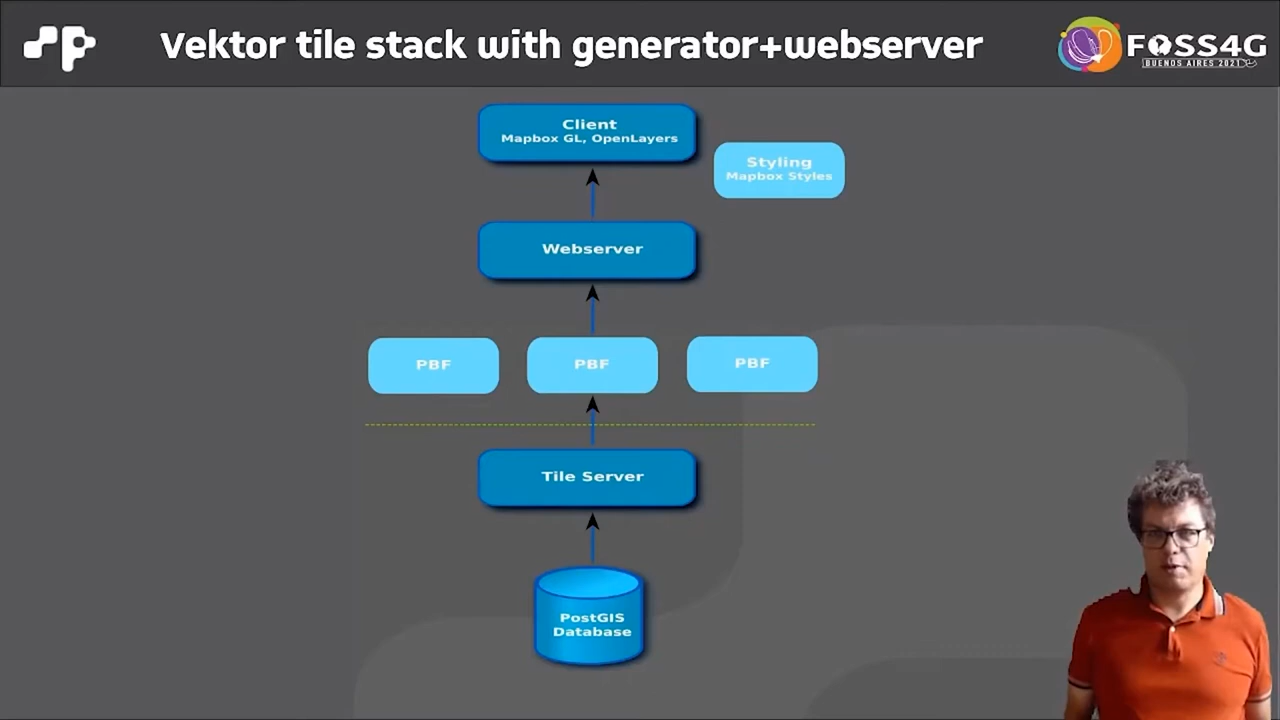 Vektor tile stack with generator+webserver
FOSS4G
BUENOS AIRES 2021
Client
Mapbox GL, OpenLayers
Styling
Mapbox Styles
Webserver
PBF
PBF
PBF
Tile Server
PostGIS
Database